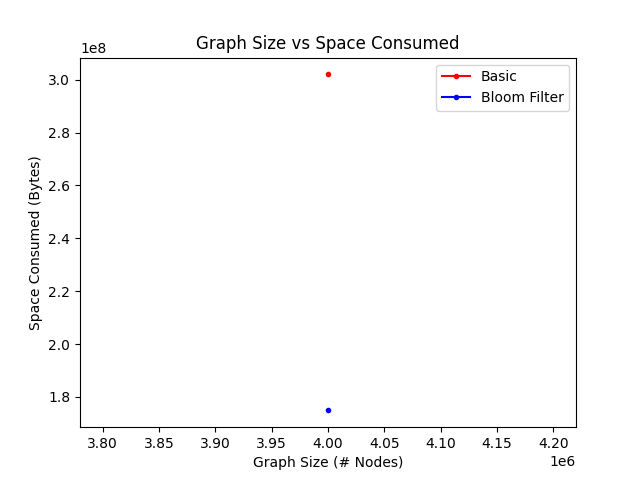 Graph Size vs Space Consumed
1e8
3.0
2.8
2.6
2.4
2.2
2.0
1.8
Space Consumed (Bytes)
Basic
Bloom Filter
3.80 3.85 3.90 3.95 4.00 4.05 4.10 4.15 4.20
Graph Size (# Nodes)
1e6